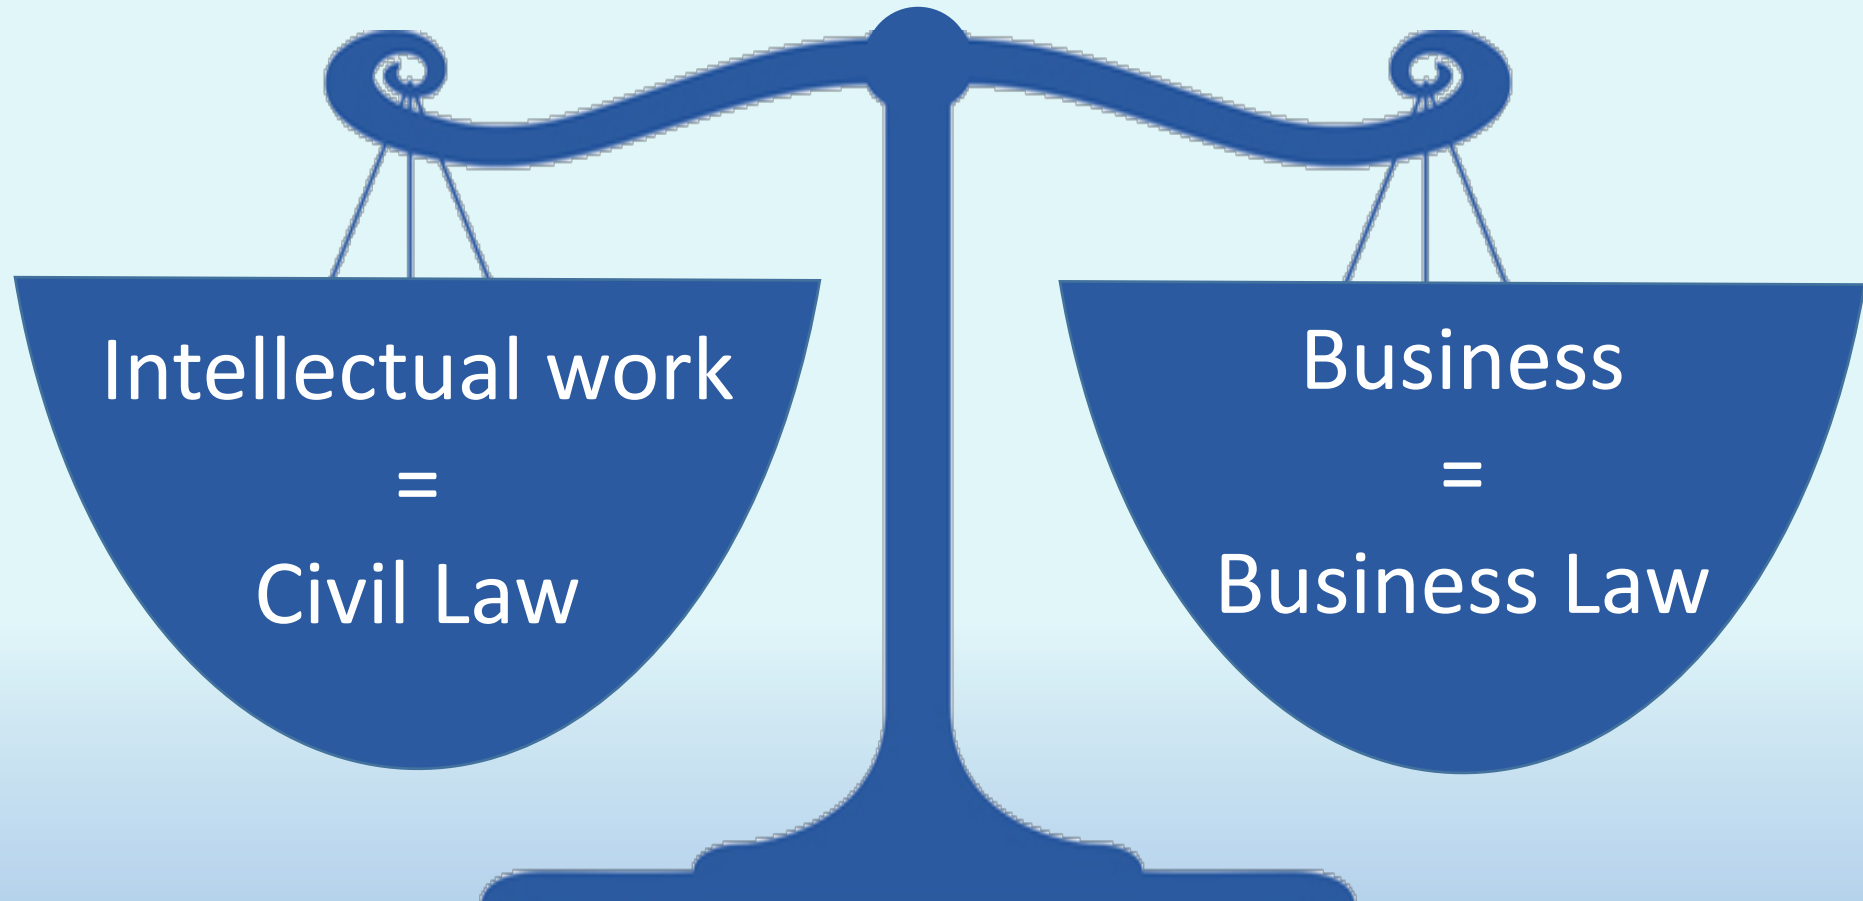 Intellectual work
=
Civil Law
Business
=
Business Law